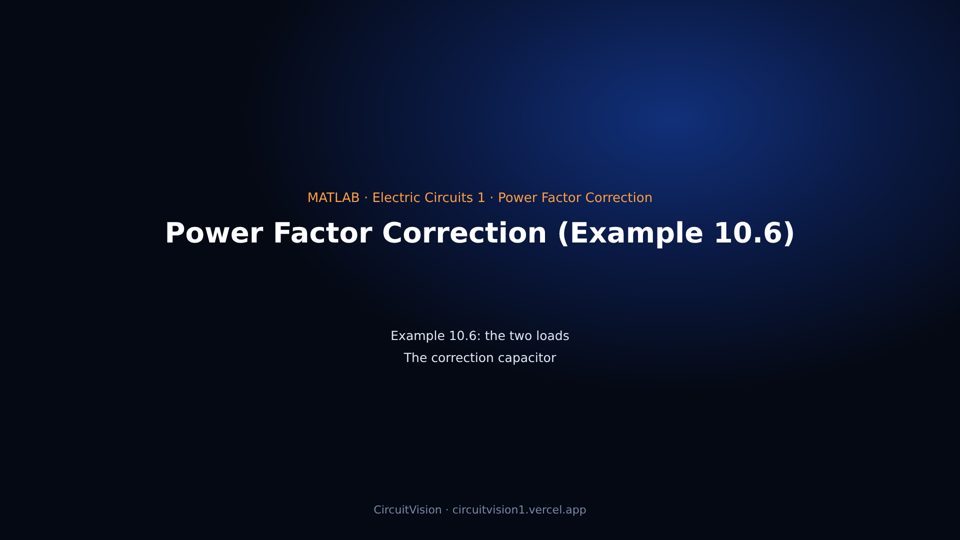 MATLAB · Electric Circuits 1 · Power Factor Correction
Power Factor Correction (Example 10.6)
Example 10.6: the two loads
The correction capacitor
CircuitVision · circuitvision1.vercel.app